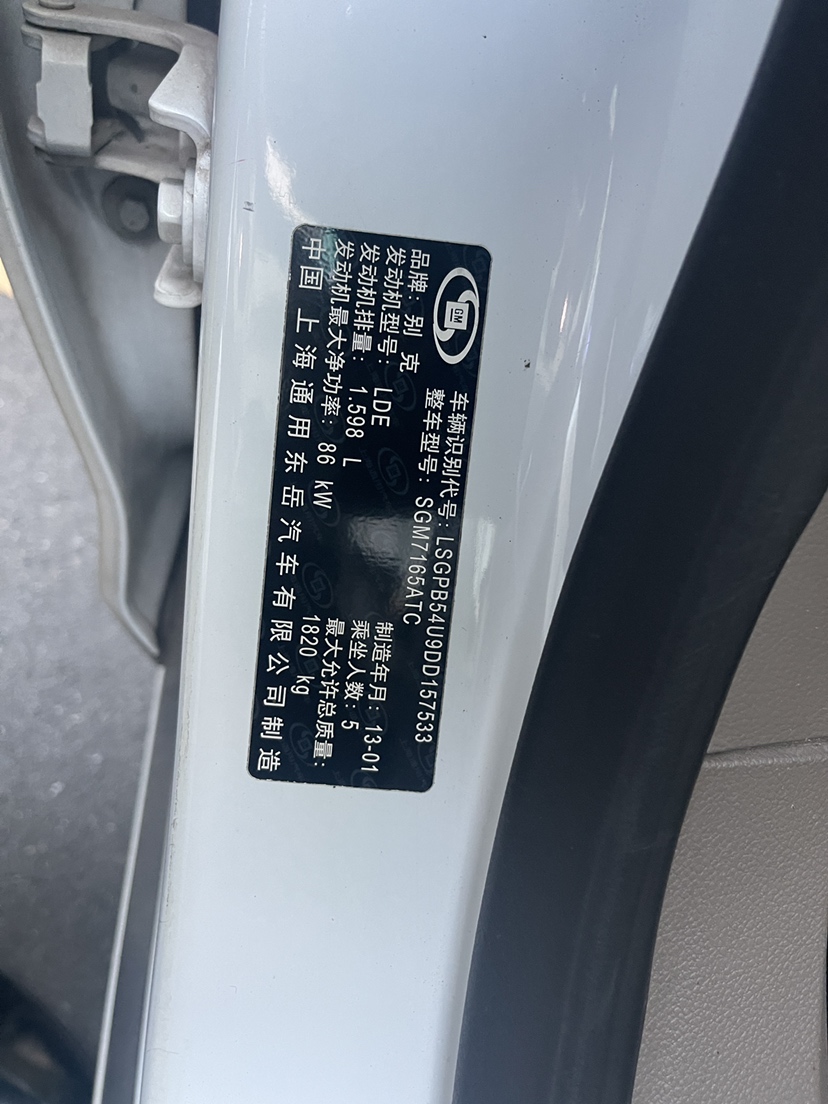 GM
车辆识别代号: LSGPB54U9DD157533
整车型号: SGM7165ATC
品牌: 别 克
发动机型号: LDE
制造年月: 13-01
发动机排量: 1.598 L
乘坐人数: 5
发动机最大净功率: 86 kW
最大允许总质量: 1820 kg
中国 上海通用东岳汽车有限公司制造